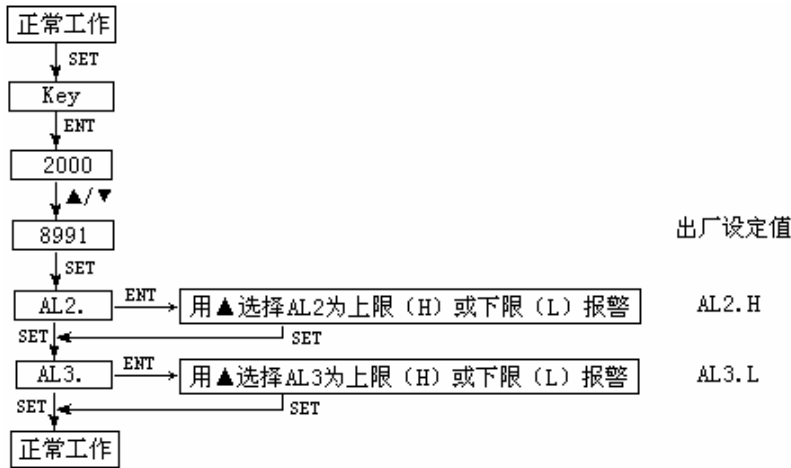 正常工作
SET
Key
ENT
2000
▲/▼
8991
出厂设定值
SET
AL2.
ENT
用▲选择AL2为上限（H）或下限（L）报警
AL2.H
SET
SET
AL3.
ENT
用▲选择AL3为上限（H）或下限（L）报警
AL3.L
SET
SET
正常工作